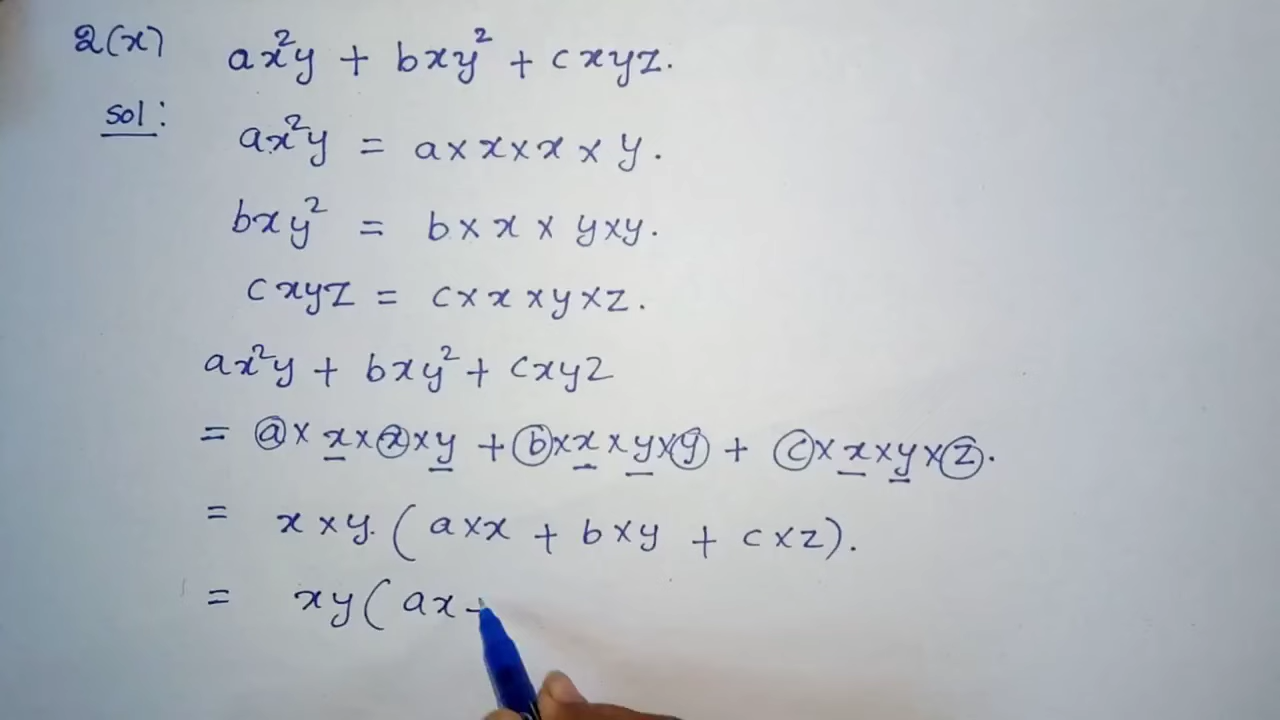 2(x) ax²y + bxy² + cxyz.
Sol: ax²y = a×x×x×y.
bxy² = b×x×y×y.
cxyz = c×x×y×z.
ax²y + bxy² + cxyz
= a×x×x×y + b×x×y×y + c×x×y×z.
= x×y.(a×x + b×y + c×z).
= xy(ax -